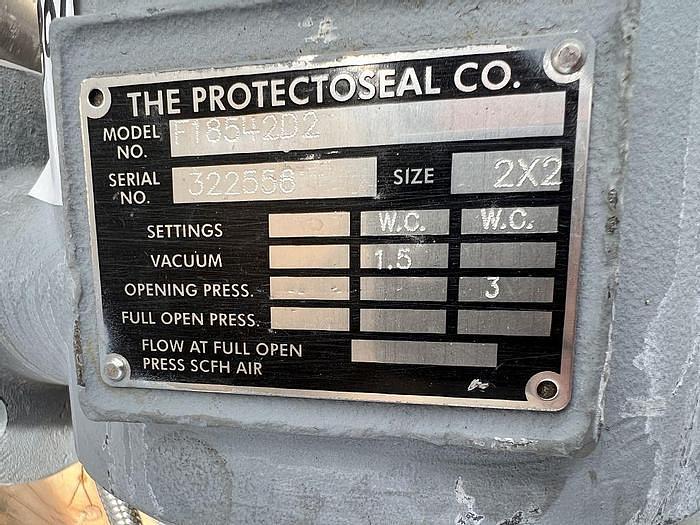 THE PROTECTOSEAL CO.
MODEL NO. F18542D2
SERIAL NO. 322556 SIZE 2X2
SETTINGS W.C. W.C.
VACUUM 1.5
OPENING PRESS. 3
FULL OPEN PRESS.
FLOW AT FULL OPEN
PRESS SCFH AIR